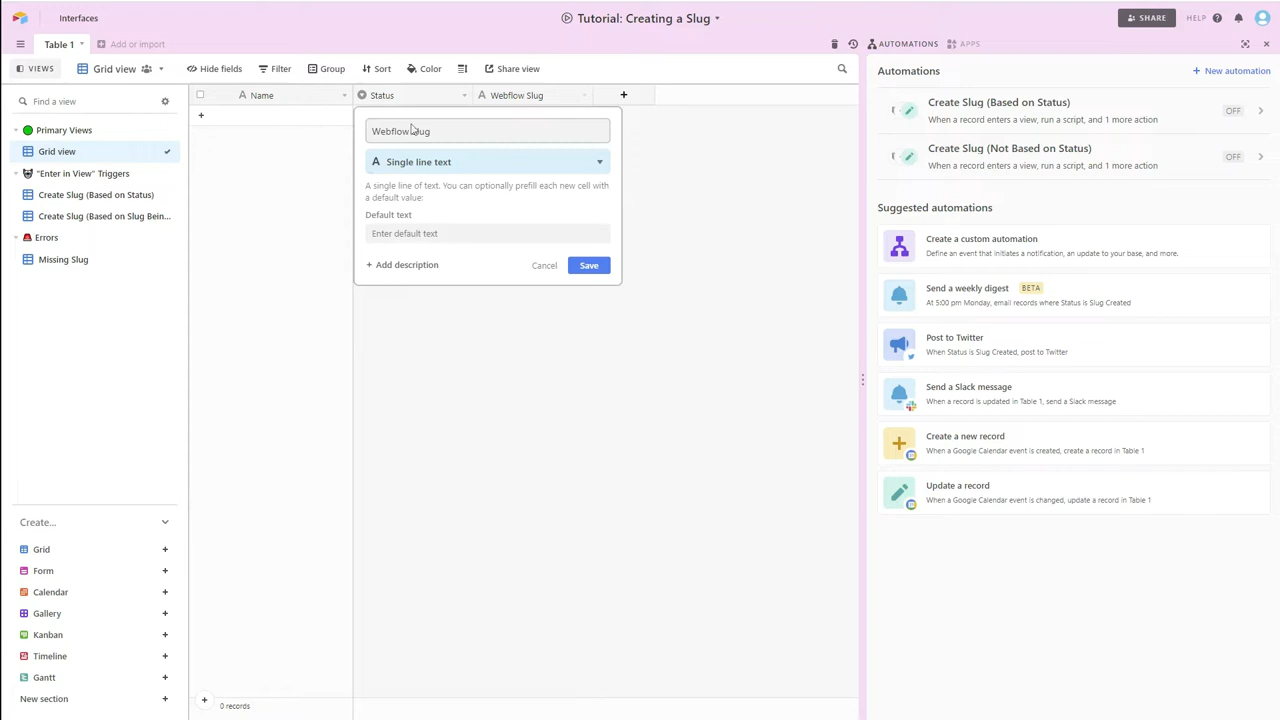 Interfaces
Tutorial: Creating a Slug
SHARE
HELP
Table 1
Add or import
AUTOMATIONS
APPS
VIEWS
Grid view
Hide fields
Filter
Group
Sort
Color
Share view
Find a view
Primary Views
Grid view
"Enter in View" Triggers
Create Slug (Based on Status)
Create Slug (Based on Slug Bein...
Errors
Missing Slug
Create...
Grid
Form
Calendar
Gallery
Kanban
Timeline
Gantt
New section
A Name
Status
A Webflow Slug
Webflow Slug
A Single line text
A single line of text. You can optionally prefill each new cell with
a default value:
Default text
Enter default text
+ Add description
Cancel
Save
0 records
Automations
+ New automation
Create Slug (Based on Status)
When a record enters a view, run a script, and 1 more action
OFF
Create Slug (Not Based on Status)
When a record enters a view, run a script, and 1 more action
OFF
Suggested automations
Create a custom automation
Define an event that initiates a notification, an update to your base, and more.
Send a weekly digest BETA
At 5:00 pm Monday, email records where Status is Slug Created
Post to Twitter
When Status is Slug Created, post to Twitter
Send a Slack message
When a record is updated in Table 1, send a Slack message
Create a new record
When a Google Calendar event is created, create a record in Table 1
Update a record
When a Google Calendar event is changed, update a record in Table 1